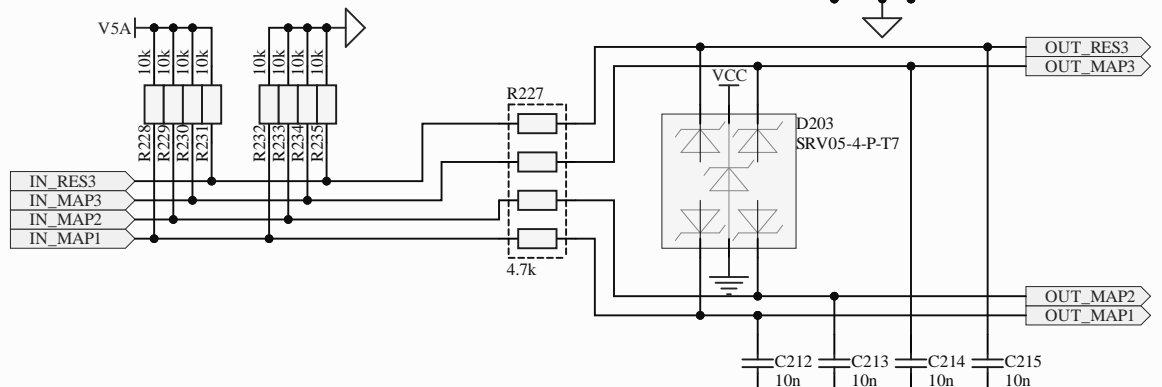 V5A
10k
10k
10k
10k
10k
10k
10k
10k
R228
R229
R230
R231
R232
R233
R234
R235
R227
4.7k
IN_RES3
IN_MAP3
IN_MAP2
IN_MAP1
VCC
D203
SRV05-4-P-T7
OUT_RES3
OUT_MAP3
OUT_MAP2
OUT_MAP1
C212
10n
C213
10n
C214
10n
C215
10n